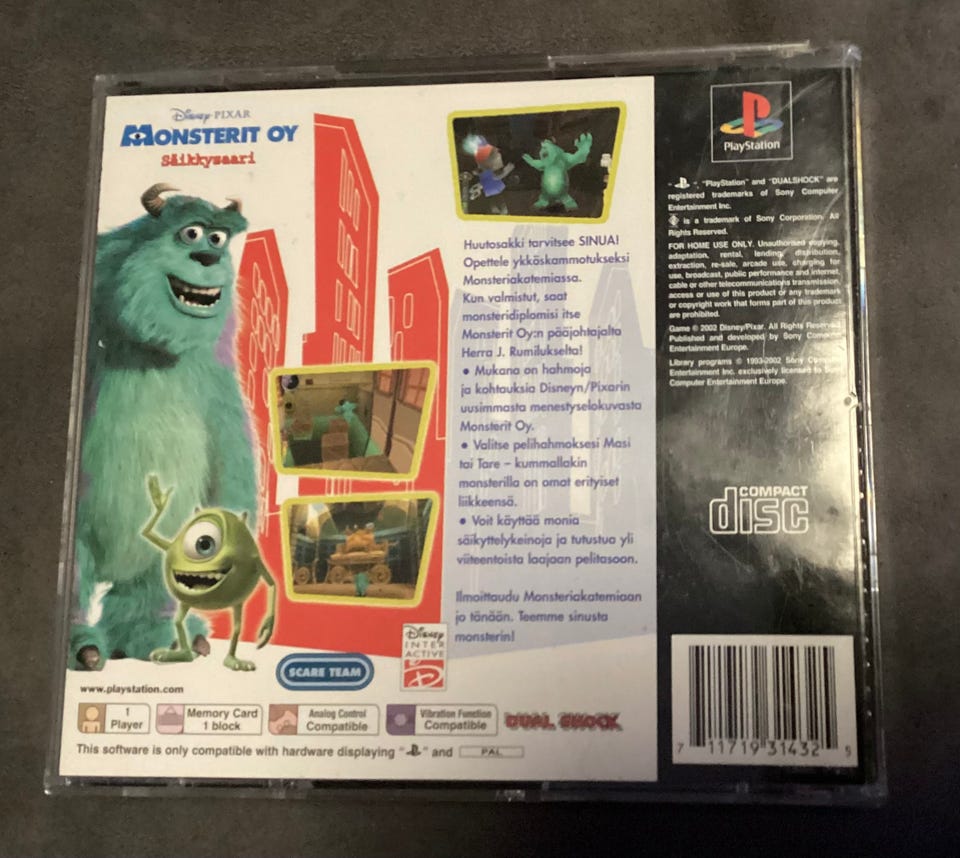 Disney·PIXAR
MONSTERIT OY
Säikkysaari
Huutosakki tarvitsee SINUA!
Opettele ykköskammotukseksi
Monsteriakatemiassa.
Kun valmistut, saat
monsteridiplomisi itse
Monsterit Oy:n pääjohtajalta
Herra J. Rumilukselta!
• Mukana on hahmoja
ja kohtauksia Disneyn/Pixarin
uusimmasta menestyselokuvasta
Monsterit Oy.
• Valitse pelihahmoksesi Masi
tai Tare – kummallakin
monsterilla on omat erityiset
liikkeensä.
• Voit käyttää monia
säikyttelykeinoja ja tutustua yli
viiteentoista laajaan pelitasoon.
Ilmoittaudu Monsteriakatemiaan
jo tänään. Teemme sinusta
monsterin!
Disney
INTER
ACTIVE
SCARE TEAM
www.playstation.com
1
Player
Memory Card
1 block
Analog Control
Compatible
Vibration Function
Compatible
DUAL SHOCK
This software is only compatible with hardware displaying " " and PAL
PlayStation
" ", "PlayStation" and "DUALSHOCK" are
registered trademarks of Sony Computer
Entertainment Inc.
is a trademark of Sony Corporation. All
Rights Reserved.
FOR HOME USE ONLY. Unauthorised copying,
adaptation, rental, lending, distribution,
extraction, re-sale, arcade use, charging for
use, broadcast, public performance and internet,
cable or other telecommunications transmission,
access or use of this product or any trademark
or copyright work that forms part of this product
are prohibited.
Game © 2002 Disney/Pixar. All Rights Reserved.
Published and developed by Sony Computer
Entertainment Europe.
Library programs © 1993-2002 Sony Computer
Entertainment Inc. exclusively licensed to Sony
Computer Entertainment Europe.
COMPACT
disc
7 11719 31432 5